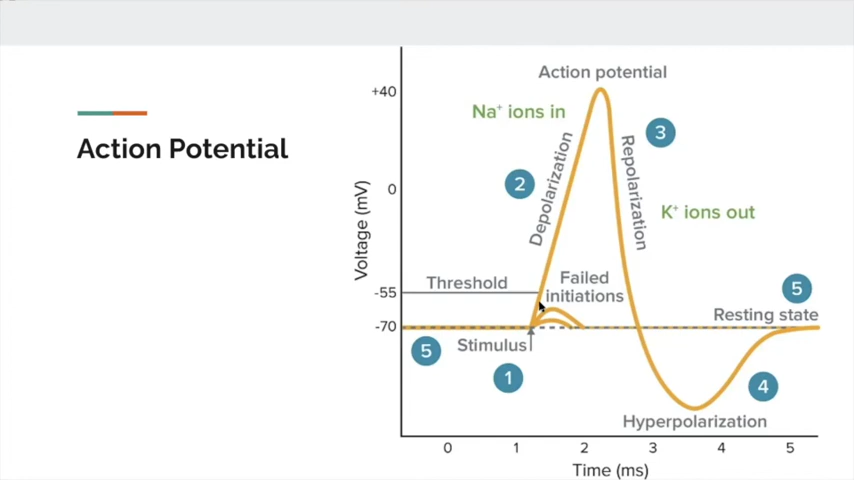 Action Potential
Action potential
+40
Na⁺ ions in
3
2
Depolarization
Repolarization
0
K⁺ ions out
Voltage (mV)
Threshold
Failed
initiations
5
-55
Resting state
-70
5
Stimulus
1
4
Hyperpolarization
0 1 2 3 4 5
Time (ms)